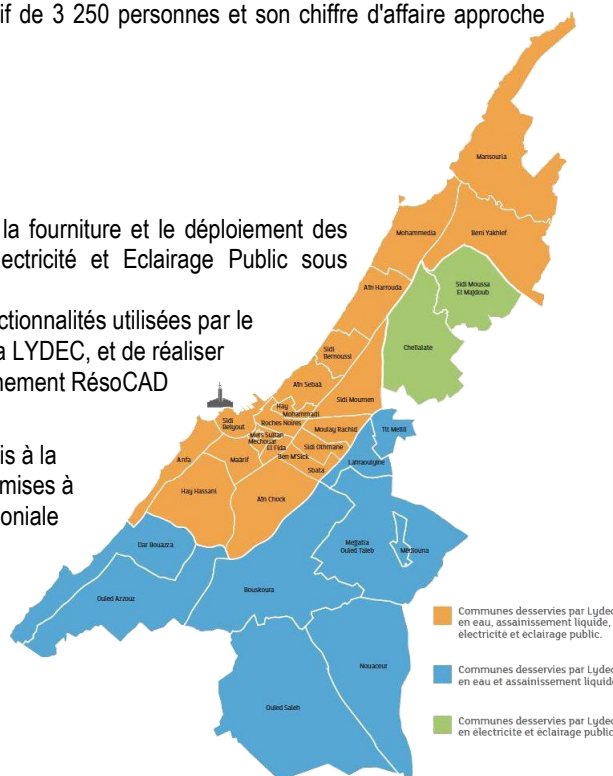 if de 3 250 personnes et son chiffre d'affaire approche
la fourniture et le déploiement des
lectricité et Eclairage Public sous
ctionnalités utilisées par le
a LYDEC, et de réaliser
nement RésoCAD
is à la
mises à
oniale
Mansouria
Mohammedia
Beni Yakhlef
Aïn Harrouda
Sidi Moussa
El Majdoub
Chellalate
Sidi
Bernoussi
Aïn Sebaâ
Sidi Moumen
Hay
Mohammadi
Roches Noires
Sidi
Belyout
Mers Sultan
Mechouar
El Fida
Moulay Rachid
Tit Mellil
Sidi Othmane
Ben M'Sick
Sbata
Lahraouiyine
Anfa
Maârif
Hay Hassani
Aïn Chock
Mejjatia
Ouled Taleb
Médiouna
Dar Bouazza
Ouled Azzouz
Bouskoura
Nouaceur
Ouled Saleh
Communes desservies par Lydec
en eau, assainissement liquide,
électricité et éclairage public.
Communes desservies par Lydec
en eau et assainissement liquide
Communes desservies par Lydec
en électricité et éclairage public